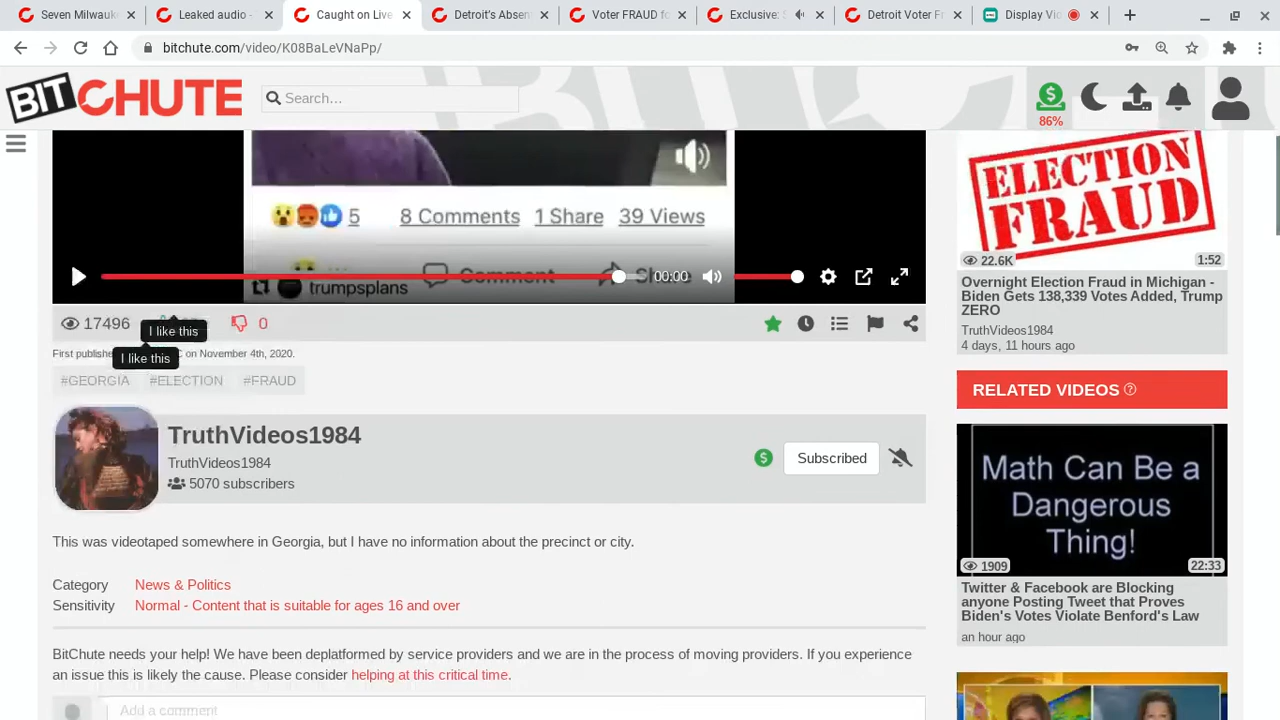 Seven Milwauke
Leaked audio -
Caught on Live
Detroit's Absen
Voter FRAUD fo
Exclusive: S
Detroit Voter Fr
Display Vio
bitchute.com/video/K08BaLeVNaPp/
BITCHUTE
Search...
86%
5
8 Comments
1 Share
39 Views
Comment
Share
trumpsplans
00:00
17496
0
I like this
First publishe
C on November 4th, 2020.
I like this
#GEORGIA
#ELECTION
#FRAUD
TruthVideos1984
TruthVideos1984
5070 subscribers
Subscribed
This was videotaped somewhere in Georgia, but I have no information about the precinct or city.
Category
News & Politics
Sensitivity
Normal - Content that is suitable for ages 16 and over
BitChute needs your help! We have been deplatformed by service providers and we are in the process of moving providers. If you experience
an issue this is likely the cause. Please consider helping at this critical time.
Add a comment
ELECTION
FRAUD
22.6K
1:52
Overnight Election Fraud in Michigan -
Biden Gets 138,339 Votes Added, Trump
ZERO
TruthVideos1984
4 days, 11 hours ago
RELATED VIDEOS
Math Can Be a
Dangerous
Thing!
1909
22:33
Twitter & Facebook are Blocking
anyone Posting Tweet that Proves
Biden's Votes Violate Benford's Law
an hour ago